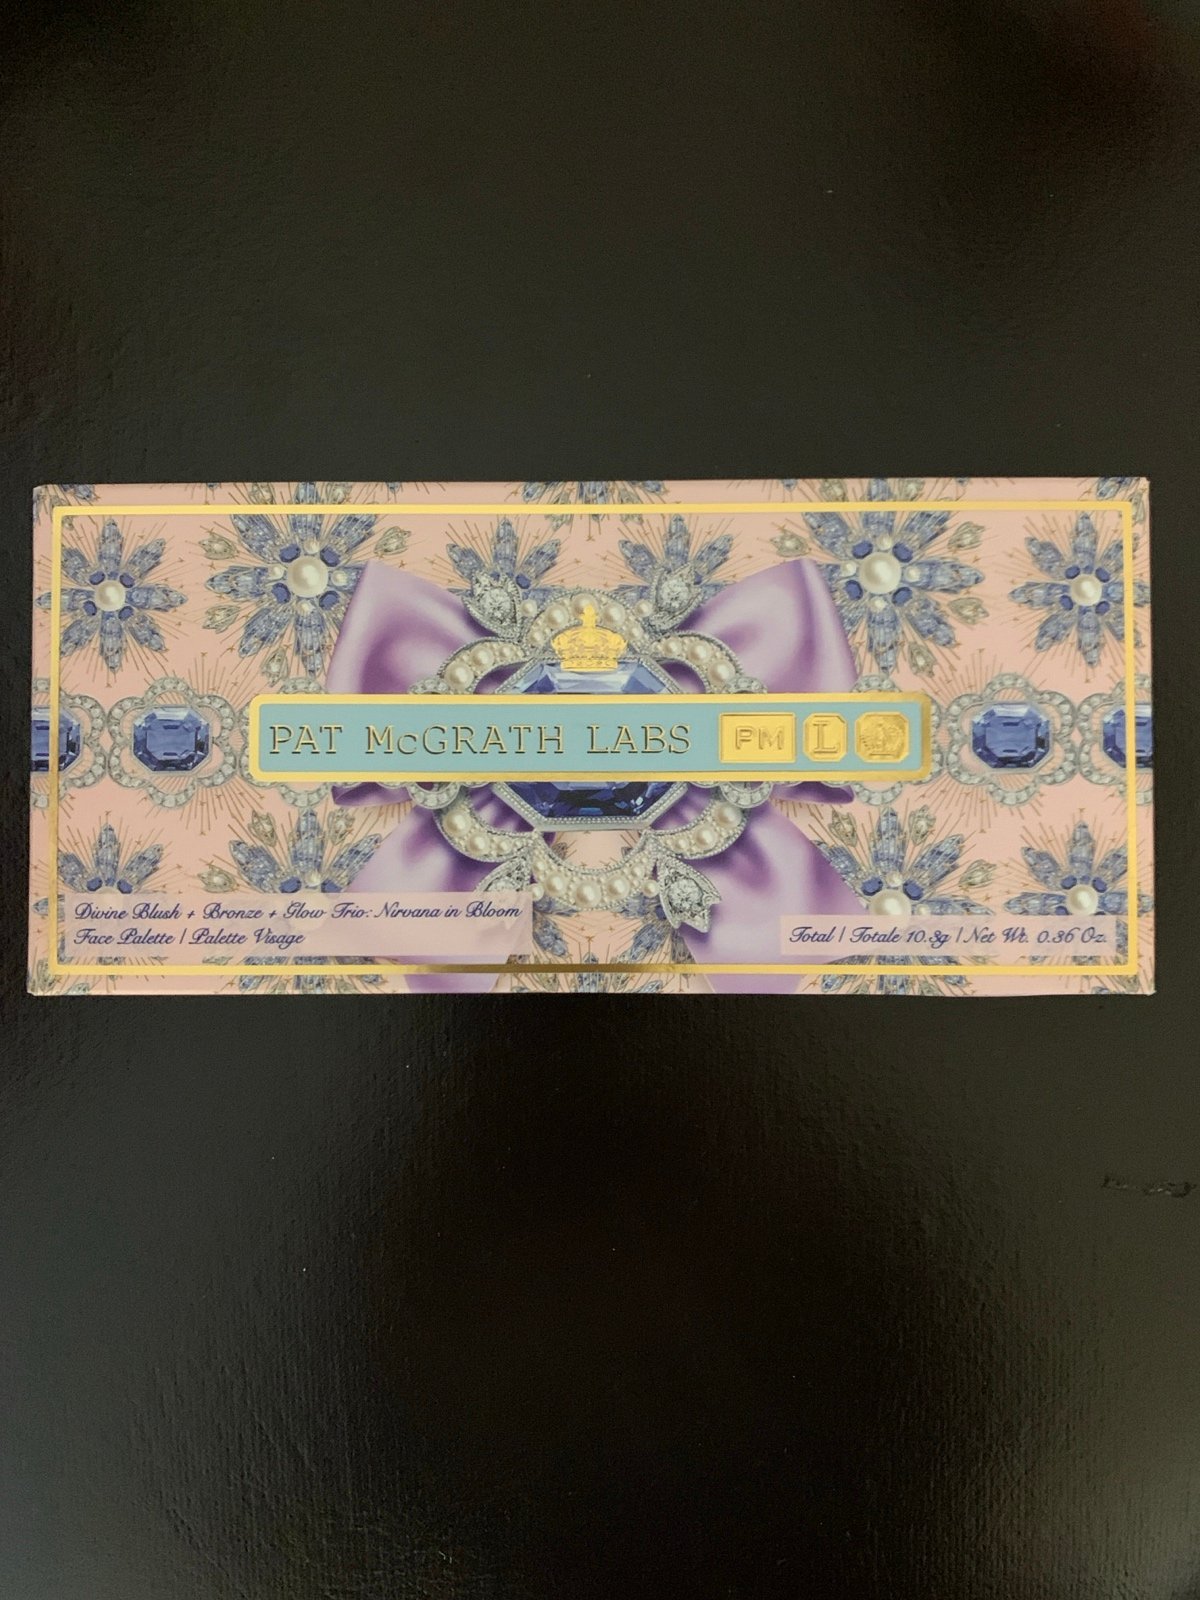 PAT McGRATH LABS PM L
Divine Blush + Bronze + Glow Trio: Nirvana in Bloom
Face Palette | Palette Visage
Total | Totale 10.3g | Net Wt. 0.36 Oz.